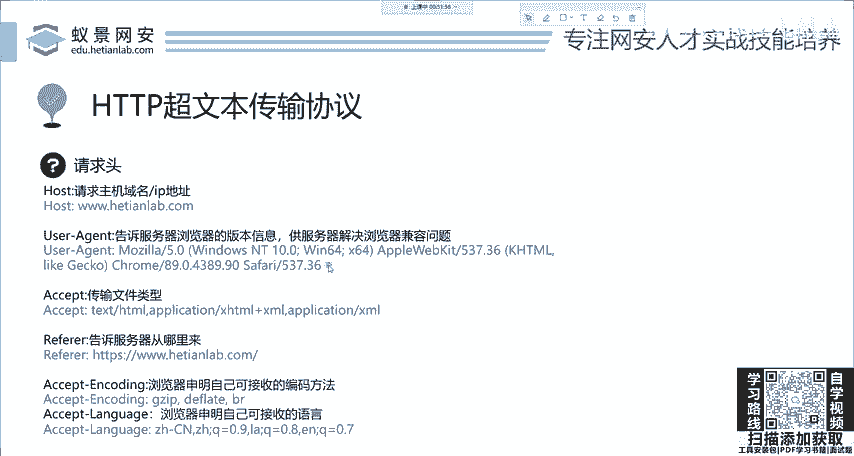 上课中 00:51:36
蚁景网安
edu.hetianlab.com
专注网安人才实战技能培养
HTTP超文本传输协议
? 请求头
Host:请求主机域名/ip地址
Host: www.hetianlab.com
User-Agent:告诉服务器浏览器的版本信息，供服务器解决浏览器兼容问题
User-Agent: Mozilla/5.0 (Windows NT 10.0; Win64; x64) AppleWebKit/537.36 (KHTML,
like Gecko) Chrome/89.0.4389.90 Safari/537.36
Accept:传输文件类型
Accept: text/html,application/xhtml+xml,application/xml
Referer:告诉服务器从哪里来
Referer: https://www.hetianlab.com/
Accept-Encoding:浏览器申明自己可接收的编码方法
Accept-Encoding: gzip, deflate, br
Accept-Language：浏览器申明自己可接收的语言
Accept-Language: zh-CN,zh;q=0.9,la;q=0.8,en;q=0.7
学习路线
自学视频
扫描添加获取
工具安装包|PDF学习书籍|面试题